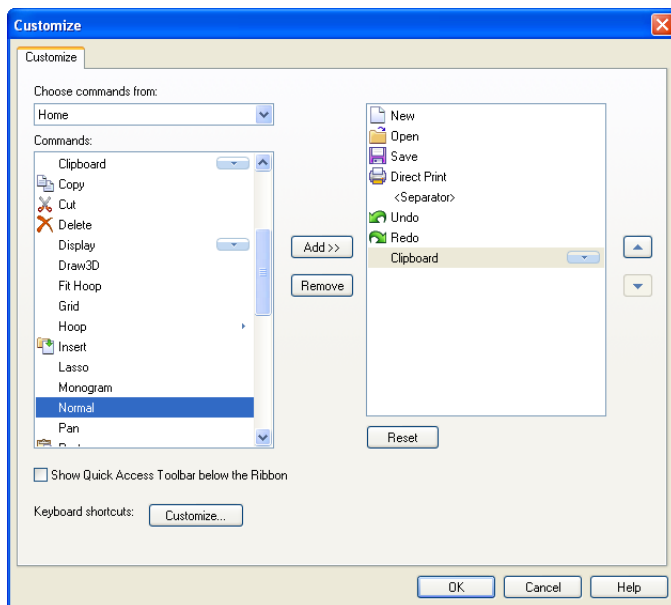 Customize
Customize
Choose commands from:
Home
Commands:
Clipboard
Copy
Cut
Delete
Display
Draw3D
Fit Hoop
Grid
Hoop
Insert
Lasso
Monogram
Normal
Pan
Add >>
Remove
New
Open
Save
Direct Print
<Separator>
Undo
Redo
Clipboard
Reset
Show Quick Access Toolbar below the Ribbon
Keyboard shortcuts: Customize...
OK Cancel Help